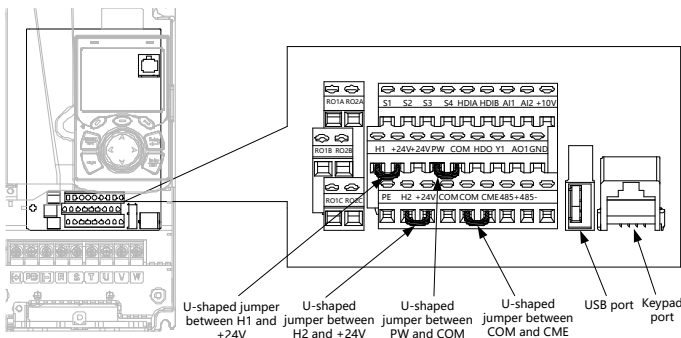 RO1A RO2A
S1 S2 S3 S4 HDIA HDIB AI1 AI2 +10V
RO1B RO2B
H1 +24V +24V PW COM HDO Y1 AO1 GND
RO1C RO2C
PE H2 +24V COM COM CME 485+ 485-
(+) PB (-) R S T U V W
U-shaped jumper
between H1 and
+24V
U-shaped
jumper between
H2 and +24V
U-shaped
jumper between
PW and COM
U-shaped
jumper between
COM and CME
USB port
Keypad
port